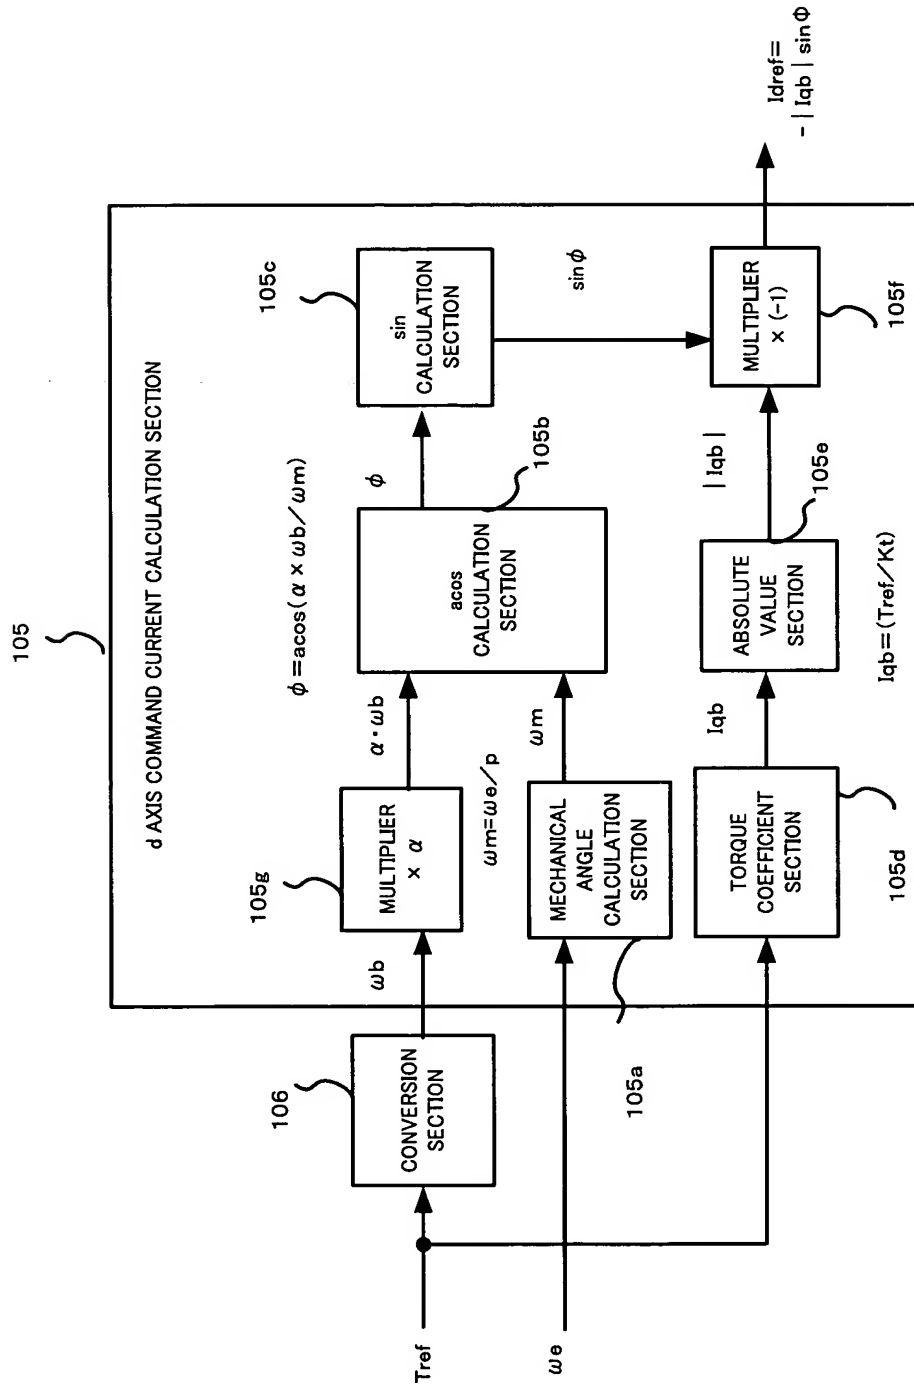 105
d AXIS COMMAND CURRENT CALCULATION SECTION
φ=acos(α×ωb/ωm)
105c
sin
CALCULATION
SECTION
sinφ
105g
MULTIPLIER
× α
α·ωb
φ
acos
CALCULATION
SECTION
105b
106
CONVERSION
SECTION
ωb
ωm=ωe/p
Tref
MECHANICAL
ANGLE
CALCULATION
SECTION
ωm
105a
ωe
TORQUE
COEFFICIENT
SECTION
105d
Iqb
ABSOLUTE
VALUE
SECTION
105e
Iqb=(Tref/Kt)
|Iqb|
MULTIPLIER
× (-1)
105f
Idref=
-|Iqb|sinφ